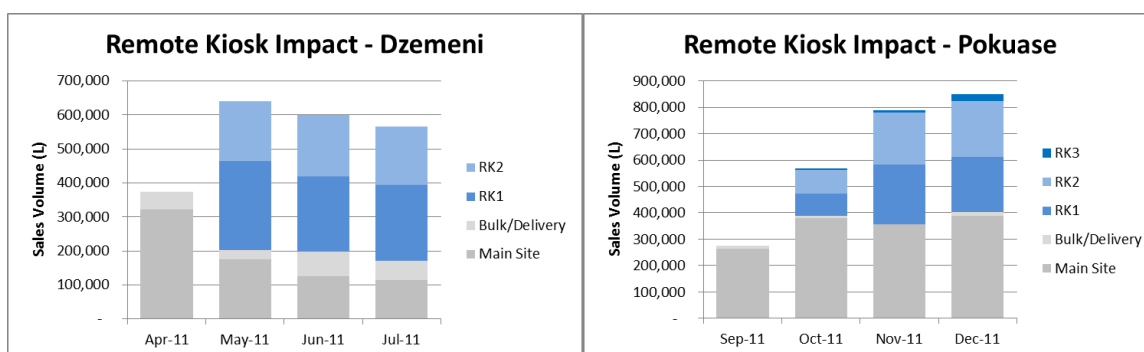 Remote Kiosk Impact - Dzemeni
700,000
600,000
500,000
400,000
300,000
200,000
100,000
-
Sales Volume (L)
Apr-11 May-11 Jun-11 Jul-11
RK2
RK1
Bulk/Delivery
Main Site
Remote Kiosk Impact - Pokuase
900,000
800,000
700,000
600,000
500,000
400,000
300,000
200,000
100,000
-
Sales Volume (L)
Sep-11 Oct-11 Nov-11 Dec-11
RK3
RK2
RK1
Bulk/Delivery
Main Site